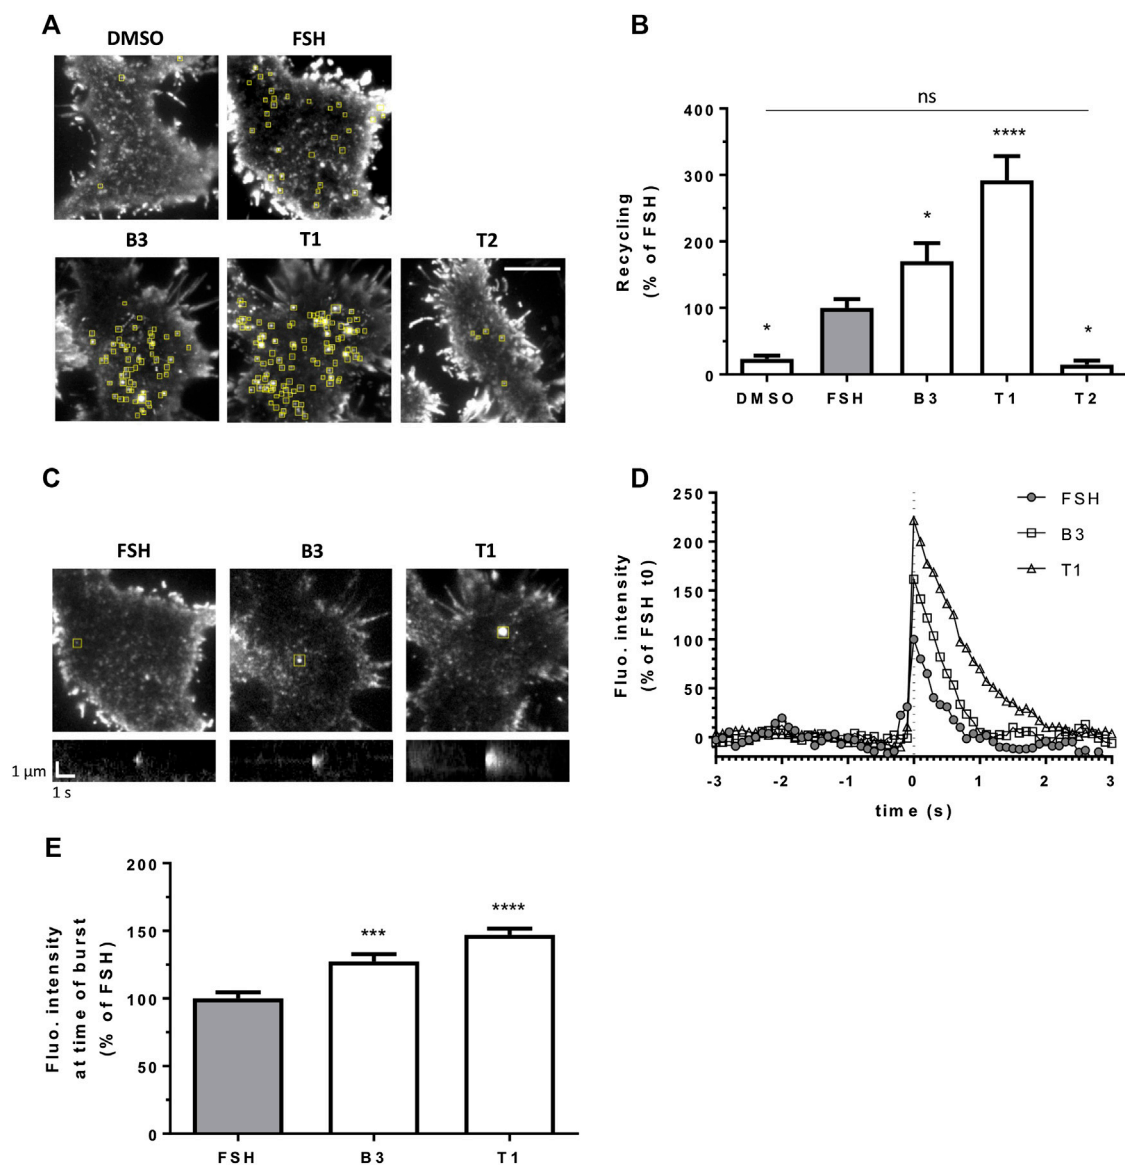 A
DMSO
FSH
B3
T1
T2
B
ns
****
*
*
*
400
300
200
100
0
Recycling
(% of FSH)
DMSO
FSH
B3
T1
T2
C
FSH
B3
T1
1 μm
1 s
D
250
200
150
100
50
0
Fluo. intensity
(% of FSH t0)
FSH
B3
T1
-3
-2
-1
0
1
2
3
time (s)
E
200
150
100
50
0
Fluo. intensity
at time of burst
(% of FSH)
***
****
FSH
B3
T1